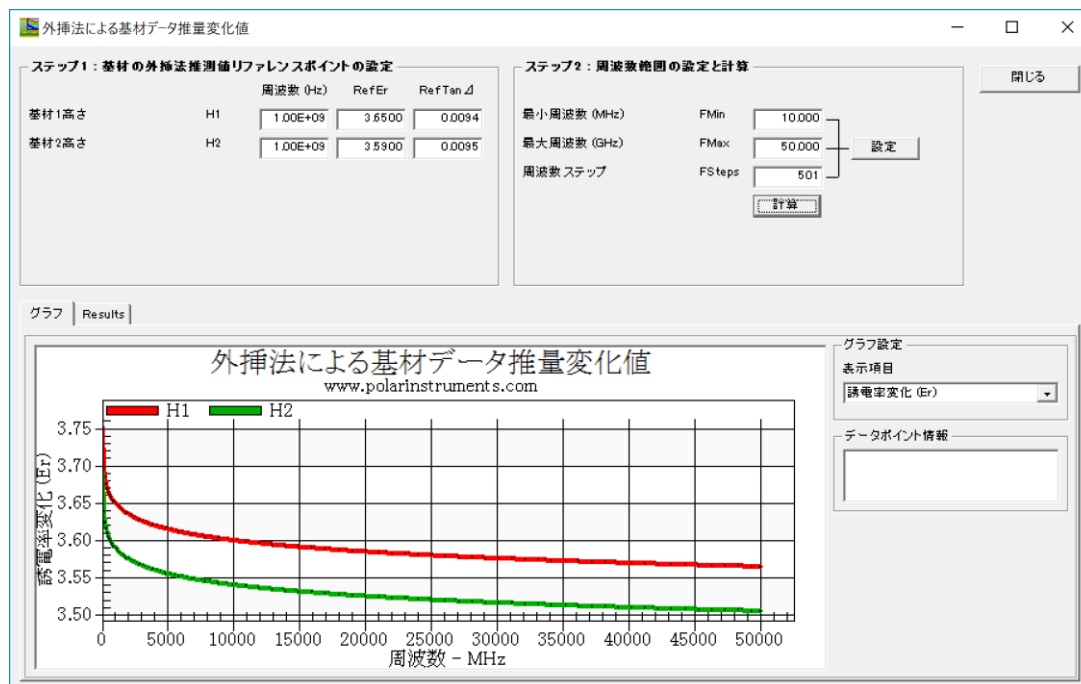 外挿法による基材データ推量変化値
ステップ1：基材の外挿法推測値リファレンスポイントの設定
周波数 (Hz) RefEr RefTan⊿
基材1高さ H1 1.00E+09 3.6500 0.0094
基材2高さ H2 1.00E+09 3.5900 0.0095
ステップ2：周波数範囲の設定と計算
最小周波数 (MHz) FMin 10.000
最大周波数 (GHz) FMax 50.000
設定
周波数ステップ FSteps 501
計算
閉じる
グラフ Results
外挿法による基材データ推量変化値
www.polarinstruments.com
H1 H2
誘電率変化 (Er)
3.75
3.70
3.65
3.60
3.55
3.50
0 5000 10000 15000 20000 25000 30000 35000 40000 45000 50000
周波数 - MHz
グラフ設定
表示項目
誘電率変化 (Er)
データポイント情報